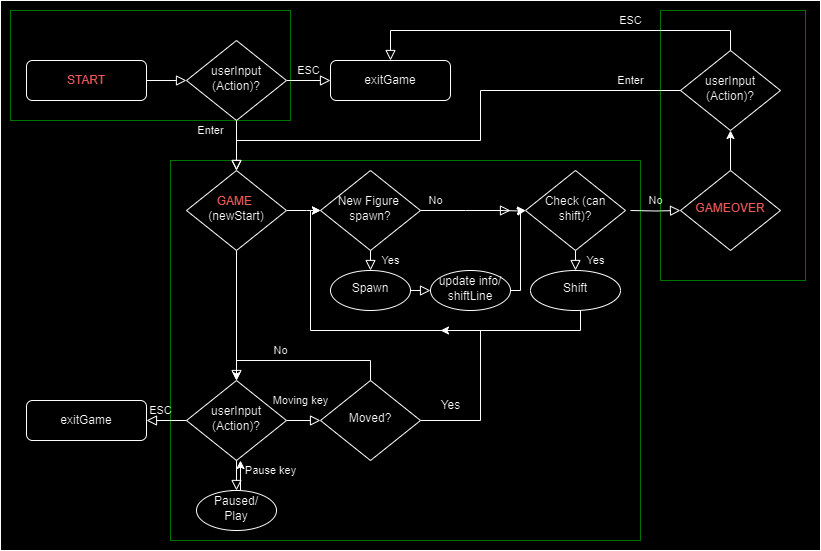 ESC
START
userInput
(Action)?
ESC
exitGame
Enter
userInput
(Action)?
Enter
GAME
(newStart)
New Figure
spawn?
No
Check (can
shift)?
No
GAMEOVER
Yes
Yes
Spawn
update info/
shiftLine
Shift
No
exitGame
ESC
userInput
(Action)?
Moving key
Moved?
Yes
Pause key
Paused/
Play